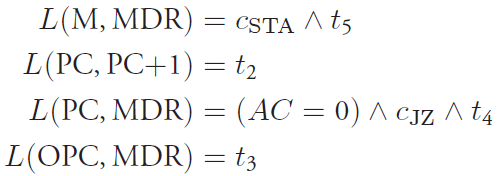 L(M, MDR) = c_STA ∧ t_5
L(PC, PC+1) = t_2
L(PC, MDR) = (AC = 0) ∧ c_JZ ∧ t_4
L(OPC, MDR) = t_3